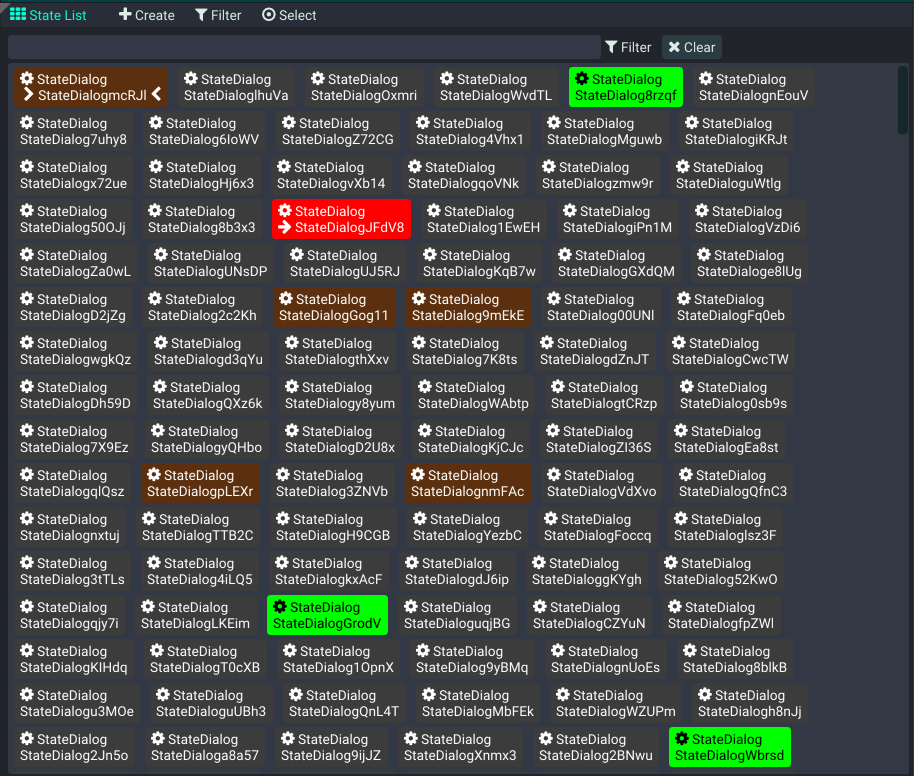 State List Create Filter Select
Filter Clear
StateDialog StateDialog StateDialog StateDialog StateDialog StateDialog
StateDialogmcRJl StateDialoglhuVa StateDialogOxmri StateDialogWvdTL StateDialog8rzqf StateDialognEouV
StateDialog StateDialog StateDialog StateDialog StateDialog StateDialog
StateDialog7uhy8 StateDialog6IoWV StateDialogZ72CG StateDialog4Vhx1 StateDialogMguwb StateDialogiKRJt
StateDialog StateDialog StateDialog StateDialog StateDialog StateDialog
StateDialogx72ue StateDialogHj6x3 StateDialogvXb14 StateDialogqoVNk StateDialogzmw9r StateDialoguWtlg
StateDialog StateDialog StateDialog StateDialog StateDialog StateDialog
StateDialog50OJj StateDialog8b3x3 StateDialogJFdV8 StateDialog1EwEH StateDialogiPn1M StateDialogVzDi6
StateDialog StateDialog StateDialog StateDialog StateDialog StateDialog
StateDialogZa0wL StateDialogUNsDP StateDialogUJ5RJ StateDialogKqB7w StateDialogGXdQM StateDialoge8lUg
StateDialog StateDialog StateDialog StateDialog StateDialog StateDialog
StateDialogD2jZg StateDialog2c2Kh StateDialogGog11 StateDialog9mEkE StateDialog00UNl StateDialogFq0eb
StateDialog StateDialog StateDialog StateDialog StateDialog StateDialog
StateDialogwgkQz StateDialogd3qYu StateDialogthXxv StateDialog7K8ts StateDialogdZnJT StateDialogCwcTW
StateDialog StateDialog StateDialog StateDialog StateDialog StateDialog
StateDialogDh59D StateDialogQXz6k StateDialogy8yum StateDialogWAbtp StateDialogtCRzp StateDialog0sb9s
StateDialog StateDialog StateDialog StateDialog StateDialog StateDialog
StateDialog7X9Ez StateDialogyQHbo StateDialogD2U8x StateDialogKjCJc StateDialogZI36S StateDialogEa8st
StateDialog StateDialog StateDialog StateDialog StateDialog StateDialog
StateDialogqlQsz StateDialogpLEXr StateDialog3ZNVb StateDialognmFAc StateDialogVdXvo StateDialogQfnC3
StateDialog StateDialog StateDialog StateDialog StateDialog StateDialog
StateDialognxtuj StateDialogTTB2C StateDialogH9CGB StateDialogYezbC StateDialogFoccq StateDialoglsz3F
StateDialog StateDialog StateDialog StateDialog StateDialog StateDialog
StateDialog3tTLs StateDialog4iLQ5 StateDialogkxAcF StateDialogdJ6ip StateDialoggKYgh StateDialog52KwO
StateDialog StateDialog StateDialog StateDialog StateDialog StateDialog
StateDialogqjy7i StateDialogLKEim StateDialogGrodV StateDialoguqjBG StateDialogCZYuN StateDialogfpZWl
StateDialog StateDialog StateDialog StateDialog StateDialog StateDialog
StateDialogKlHdq StateDialogT0cXB StateDialog1OpnX StateDialog9yBMq StateDialognUoEs StateDialog8blkB
StateDialog StateDialog StateDialog StateDialog StateDialog StateDialog
StateDialogu3MOe StateDialoguUBh3 StateDialogQnL4T StateDialogMbFEk StateDialogWZUPm StateDialogh8nJj
StateDialog StateDialog StateDialog StateDialog StateDialog StateDialog
StateDialog2Jn5o StateDialoga8a57 StateDialog9ijJZ StateDialogXnmx3 StateDialog2BNwu StateDialogWbrsd